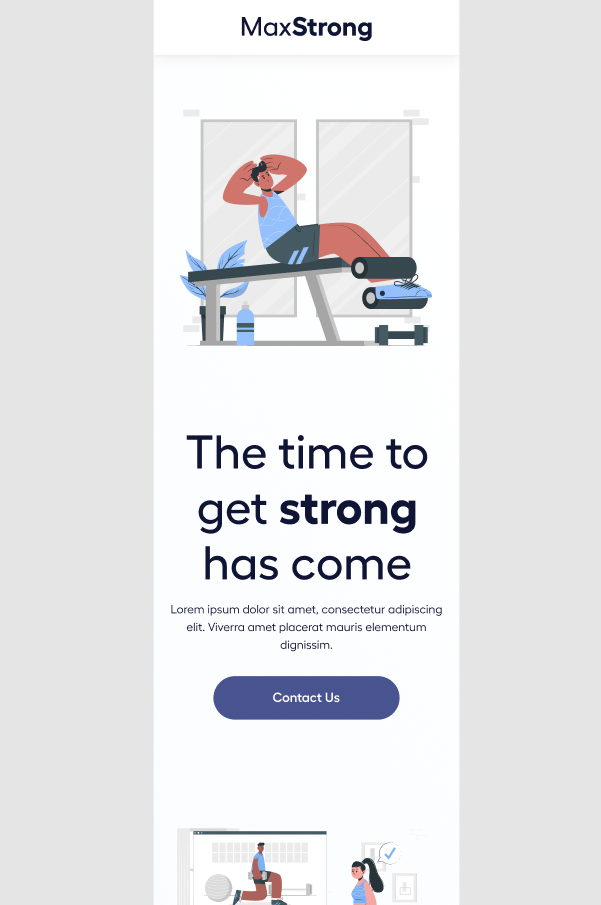 MaxStrong
The time to
get strong
has come
Lorem ipsum dolor sit amet, consectetur adipiscing
elit. Viverra amet placerat mauris elementum
dignissim.
Contact Us